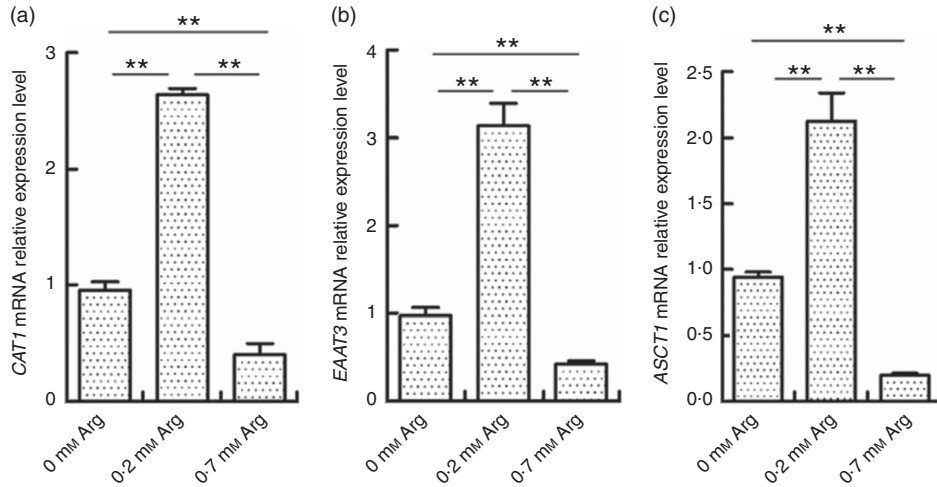 (a)
**
** **
3
2
1
0
CAT1 mRNA relative expression level
0 mM Arg
0·2 mM Arg
0·7 mM Arg
(b)
**
** **
4
3
2
1
0
EAAT3 mRNA relative expression level
0 mM Arg
0·2 mM Arg
0·7 mM Arg
(c)
**
** **
2·5
2·0
1·5
1·0
0·5
0·0
ASCT1 mRNA relative expression level
0 mM Arg
0·2 mM Arg
0·7 mM Arg